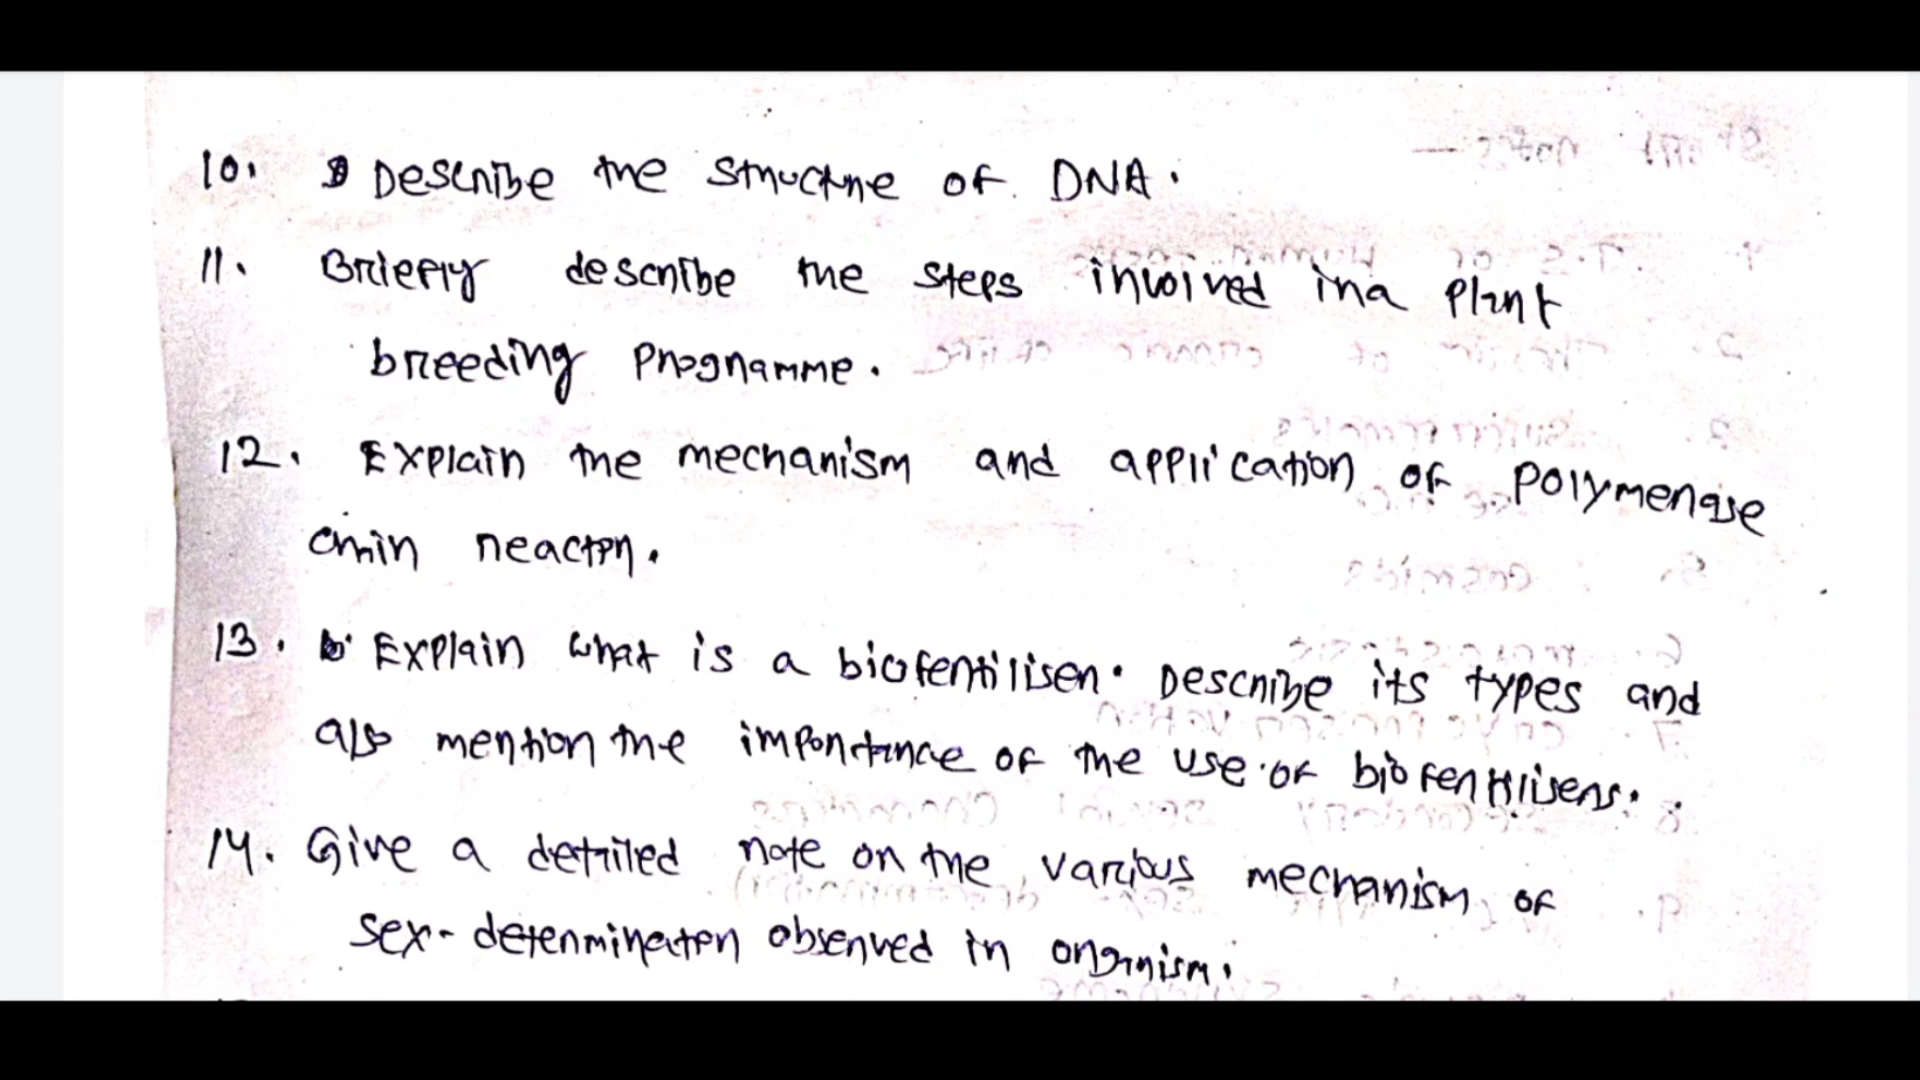 10. Describe the structure of DNA.
11. Briefly describe the steps involved in a plant
breeding programme.
12. Explain the mechanism and application of polymerase
chain reaction.
13. Explain what is a biofertiliser. Describe its types and
also mention the importance of the use of biofertilisers.
14. Give a detailed note on the various mechanism of
sex-determination observed in organism.